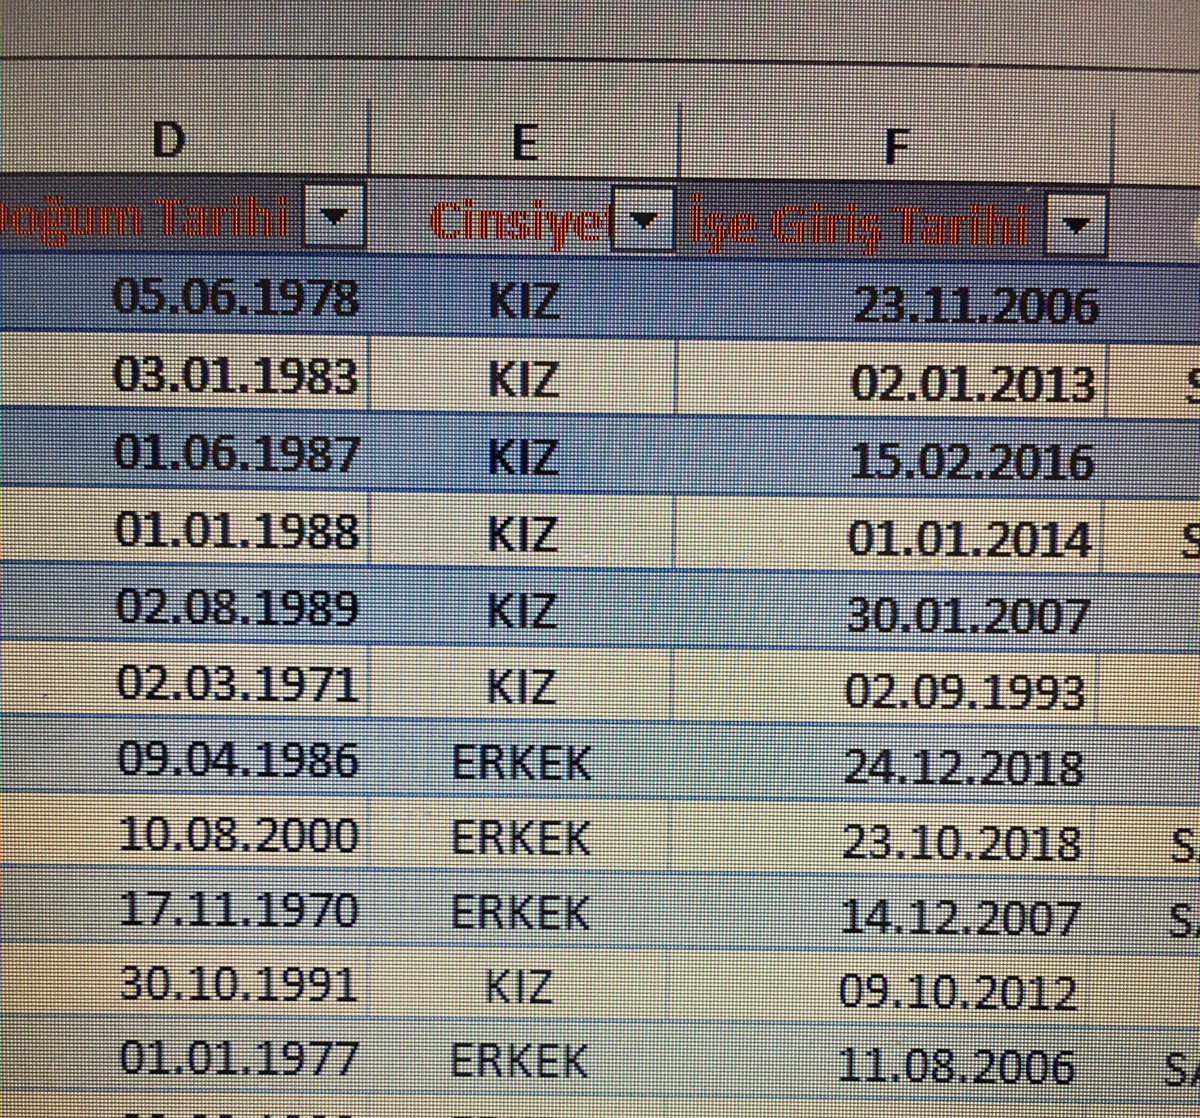 D E F
Doğum Tarihi Cinsiyet İşe Giriş Tarihi
05.06.1978 KIZ 23.11.2006
03.01.1983 KIZ 02.01.2013
01.06.1987 KIZ 15.02.2016
01.01.1988 KIZ 01.01.2014
02.08.1989 KIZ 30.01.2007
02.03.1971 KIZ 02.09.1993
09.04.1986 ERKEK 24.12.2018
10.08.2000 ERKEK 23.10.2018
17.11.1970 ERKEK 14.12.2007
30.10.1991 KIZ 09.10.2012
01.01.1977 ERKEK 11.08.2006